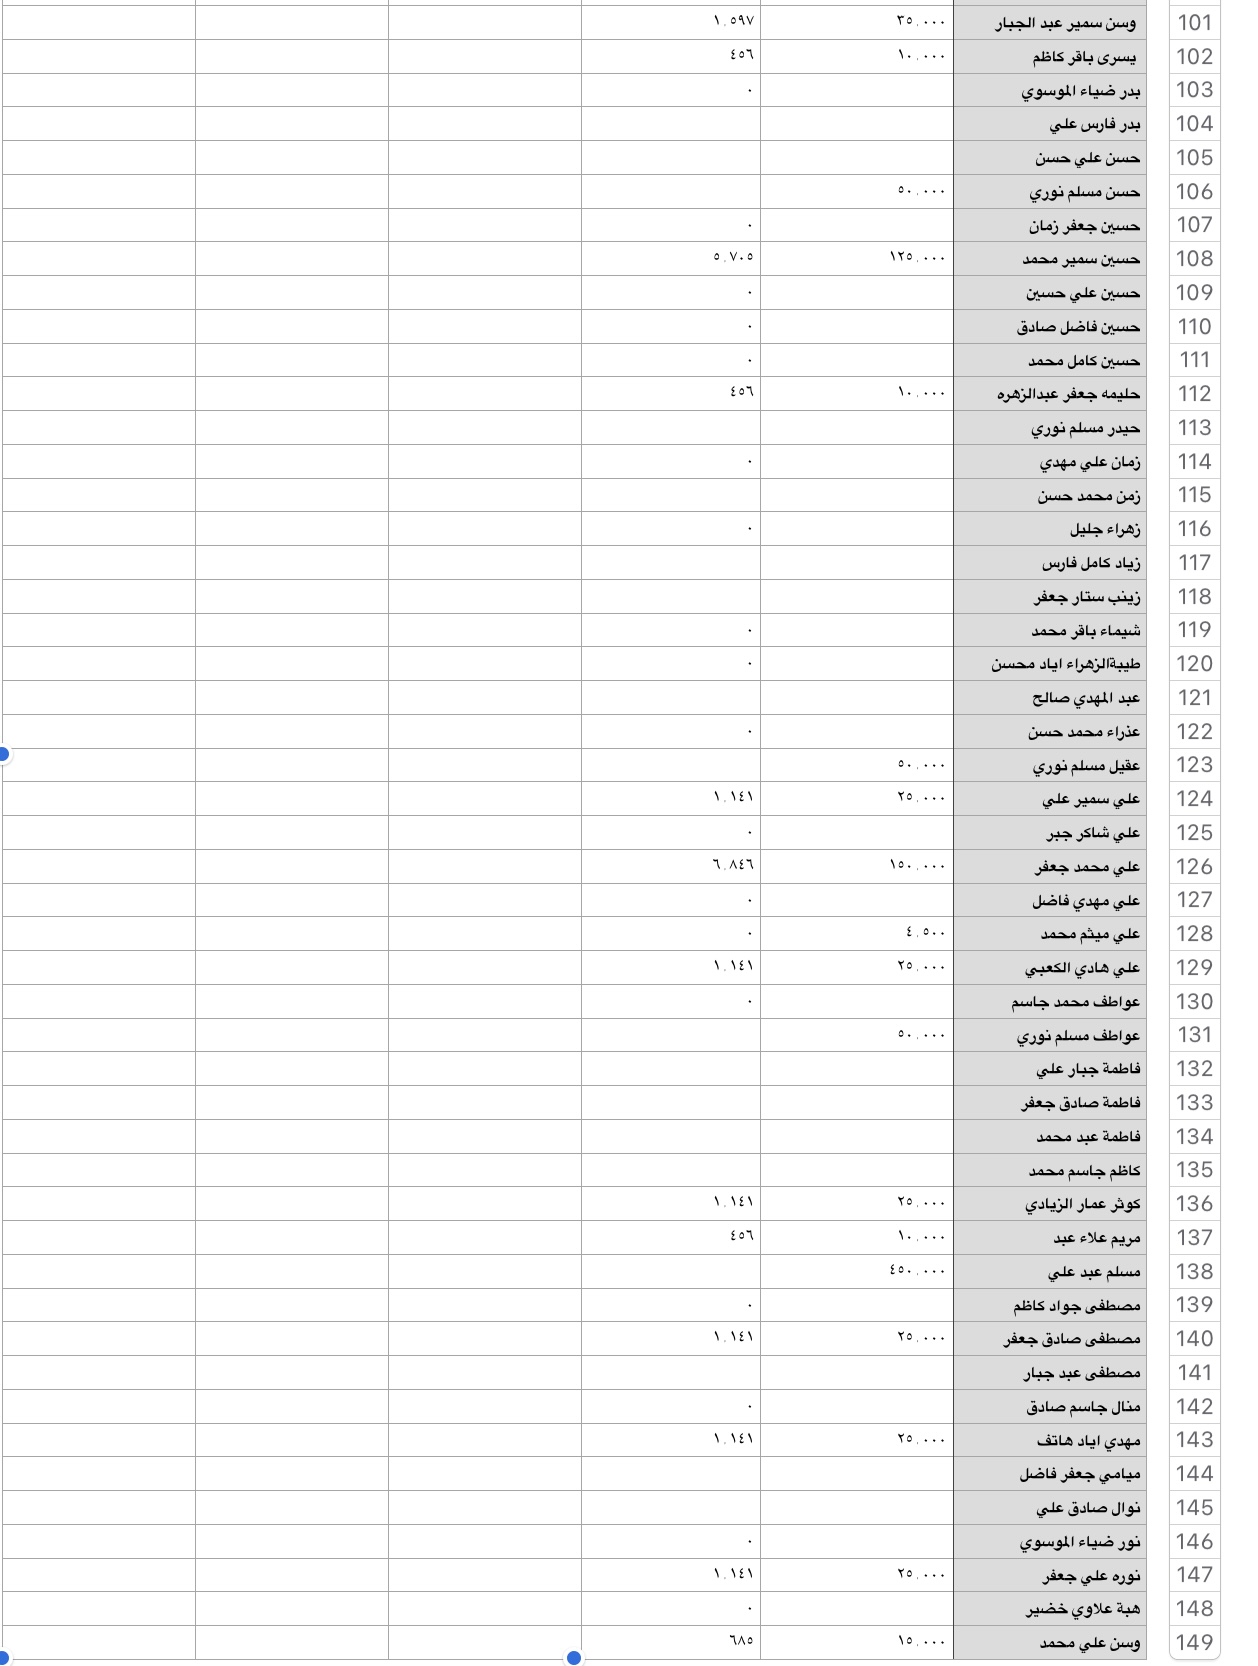 101 وسن سمير عبد الجبار ٣٥٬٠٠٠ ١٬٥٩٧
102 يسرى باقر كاظم ١٠٬٠٠٠ ٤٥٦
103 بدر ضياء الموسوي ٠
104 بدر فارس علي
105 حسن علي حسن
106 حسن مسلم نوري ٥٠٬٠٠٠
107 حسين جعفر زمان ٠
108 حسين سمير محمد ١٢٥٬٠٠٠ ٥٬٧٠٥
109 حسين علي حسين ٠
110 حسين فاضل صادق ٠
111 حسين كامل محمد ٠
112 حليمه جعفر عبدالزهره ١٠٬٠٠٠ ٤٥٦
113 حيدر مسلم نوري
114 زمان علي مهدي ٠
115 زمن محمد حسن
116 زهراء جليل ٠
117 زياد كامل فارس
118 زينب ستار جعفر
119 شيماء باقر محمد ٠
120 طيبةالزهراء اياد محسن ٠
121 عبد المهدي صالح
122 عذراء محمد حسن ٠
123 عقيل مسلم نوري ٥٠٬٠٠٠
124 علي سمير علي ٢٥٬٠٠٠ ١٬١٤١
125 علي شاكر جبر ٠
126 علي محمد جعفر ١٥٠٬٠٠٠ ٦٬٨٤٦
127 علي مهدي فاضل ٠
128 علي ميثم محمد ٤٬٥٠٠ ٠
129 علي هادي الكعبي ٢٥٬٠٠٠ ١٬١٤١
130 عواطف محمد جاسم ٠
131 عواطف مسلم نوري ٥٠٬٠٠٠
132 فاطمة جبار علي
133 فاطمة صادق جعفر
134 فاطمة عبد محمد
135 كاظم جاسم محمد
136 كوثر عمار الزيادي ٢٥٬٠٠٠ ١٬١٤١
137 مريم علاء عبد ١٠٬٠٠٠ ٤٥٦
138 مسلم عبد علي ٤٥٠٬٠٠٠
139 مصطفى جواد كاظم ٠
140 مصطفى صادق جعفر ٢٥٬٠٠٠ ١٬١٤١
141 مصطفى عبد جبار
142 منال جاسم صادق ٠
143 مهدي اياد هاتف ٢٥٬٠٠٠ ١٬١٤١
144 ميامي جعفر فاضل
145 نوال صادق علي
146 نور ضياء الموسوي ٠
147 نوره علي جعفر ٢٥٬٠٠٠ ١٬١٤١
148 هبة علاوي خضير ٠
149 وسن علي محمد ١٥٬٠٠٠ ٦٨٥